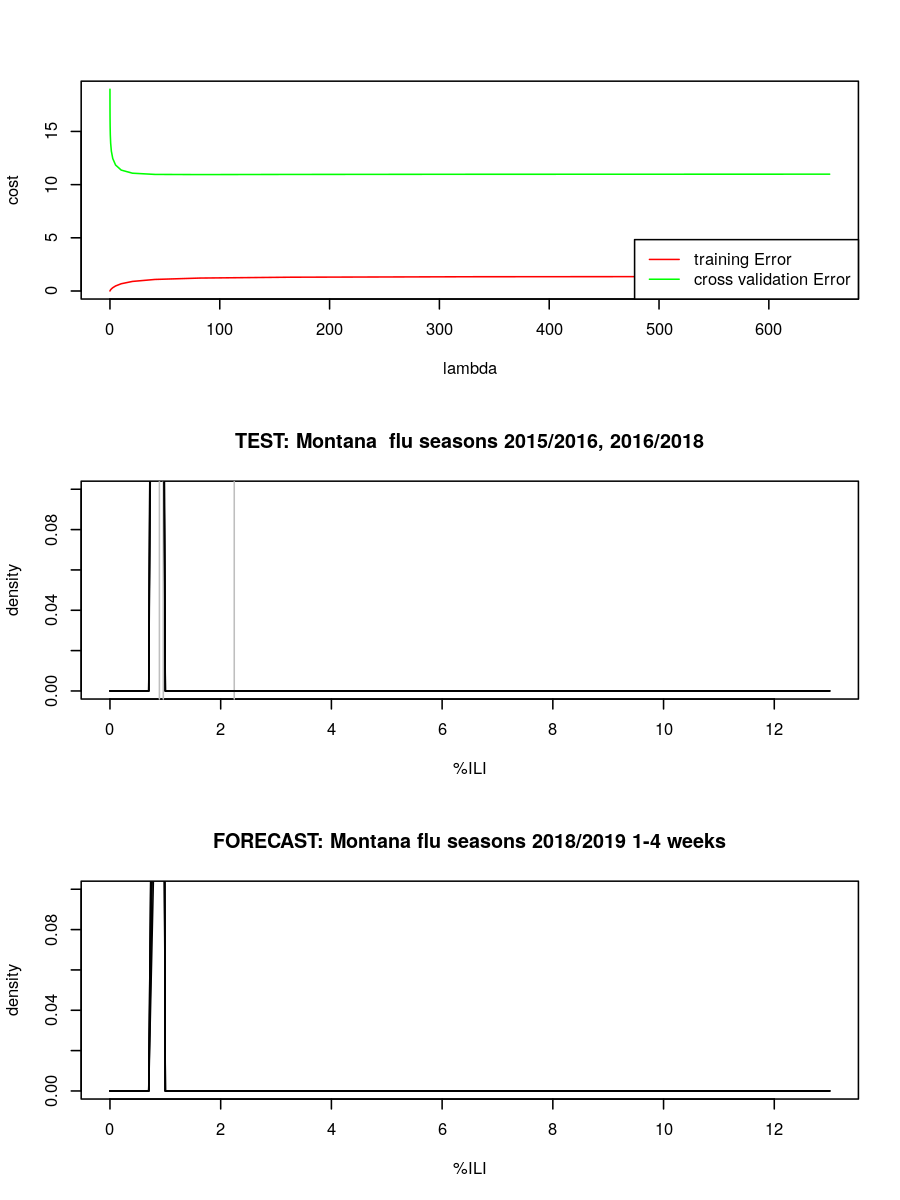 15
10
5
0
cost
training Error
cross validation Error
0 100 200 300 400 500 600
lambda
TEST: Montana  flu seasons 2015/2016, 2016/2018
0.08
0.04
0.00
density
0 2 4 6 8 10 12
%ILI
FORECAST: Montana flu seasons 2018/2019 1-4 weeks
0.08
0.04
0.00
density
0 2 4 6 8 10 12
%ILI